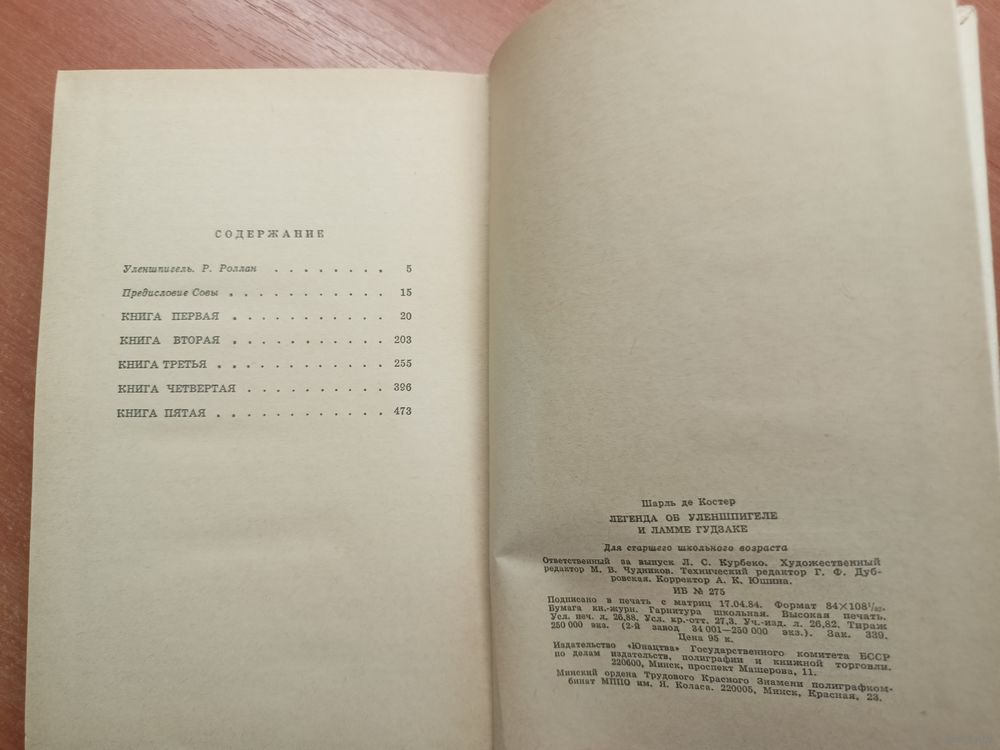 СОДЕРЖАНИЕ
Уленшпигель. Р. Роллан . . . . . . . . 5
Предисловие Совы . . . . . . . . . . . 15
КНИГА ПЕРВАЯ . . . . . . . . . . . 20
КНИГА ВТОРАЯ . . . . . . . . . . . 203
КНИГА ТРЕТЬЯ . . . . . . . . . . . . 255
КНИГА ЧЕТВЕРТАЯ . . . . . . . . . . 396
КНИГА ПЯТАЯ . . . . . . . . . . . . 473
Шарль де Костер
ЛЕГЕНДА ОБ УЛЕНШПИГЕЛЕ
И ЛАММЕ ГУДЗАКЕ
Для старшего школьного возраста
Ответственный за выпуск Л. С. Курбеко. Художественный
редактор М. В. Чудников. Технический редактор Г. Ф. Дуб-
ровская. Корректор А. К. Юшина.
ИБ № 275
Подписано в печать с матриц 17.04.84. Формат 84×108¹/₃₂.
Бумага кн.-журн. Гарнитура школьная. Высокая печать.
Усл. печ. л. 26,88. Усл. кр.-отт. 27,3. Уч.-изд. л. 26,82. Тираж
250 000 экз. (2-й завод 34 001—250 000 экз.). Зак. 339.
Цена 95 к.
Издательство «Юнацтва» Государственного комитета БССР
по делам издательств, полиграфии и книжной торговли.
220600, Минск, проспект Машерова, 11.
Минский ордена Трудового Красного Знамени полиграфком-
бинат МППО им. Я. Коласа. 220005, Минск, Красная, 23.